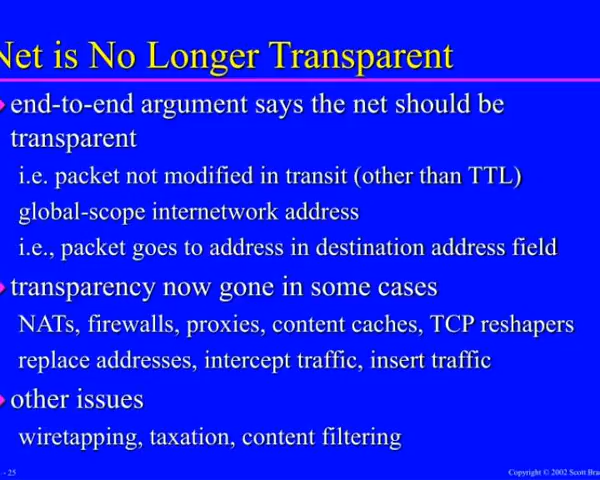 Net is No Longer Transparent
end-to-end argument says the net should be
transparent
i.e. packet not modified in transit (other than TTL)
global-scope internetwork address
i.e., packet goes to address in destination address field
transparency now gone in some cases
NATs, firewalls, proxies, content caches, TCP reshapers
replace addresses, intercept traffic, insert traffic
other issues
wiretapping, taxation, content filtering
- 25
Copyright © 2002 Scott